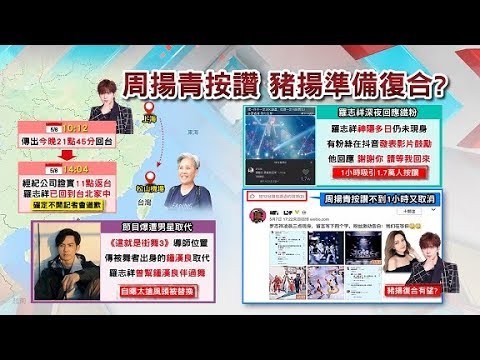 周揚青按讚 豬揚準備復合?
5/6 10:12
傳出今晚21點45分回台
5/6 14:04
經紀公司證實11點返台
羅志祥已回到台北家中
確定不開記者會道歉
上海
東海
松山機場
台灣
節目傳遭男星取代
《這就是街舞3》導師位置
傳被舞者出身的鍾漢良取代
羅志祥曾幫鍾漢良伴過舞
自曝太搶風頭被替換
羅志祥深夜回應鐵粉
羅志祥神隱多日仍未現身
有粉絲在抖音發表影片鼓勵
他回應 謝謝你 請等我回來
1小時吸引1.7萬人按讚
周揚青按讚不到1小時又取消
豬揚復合有望?